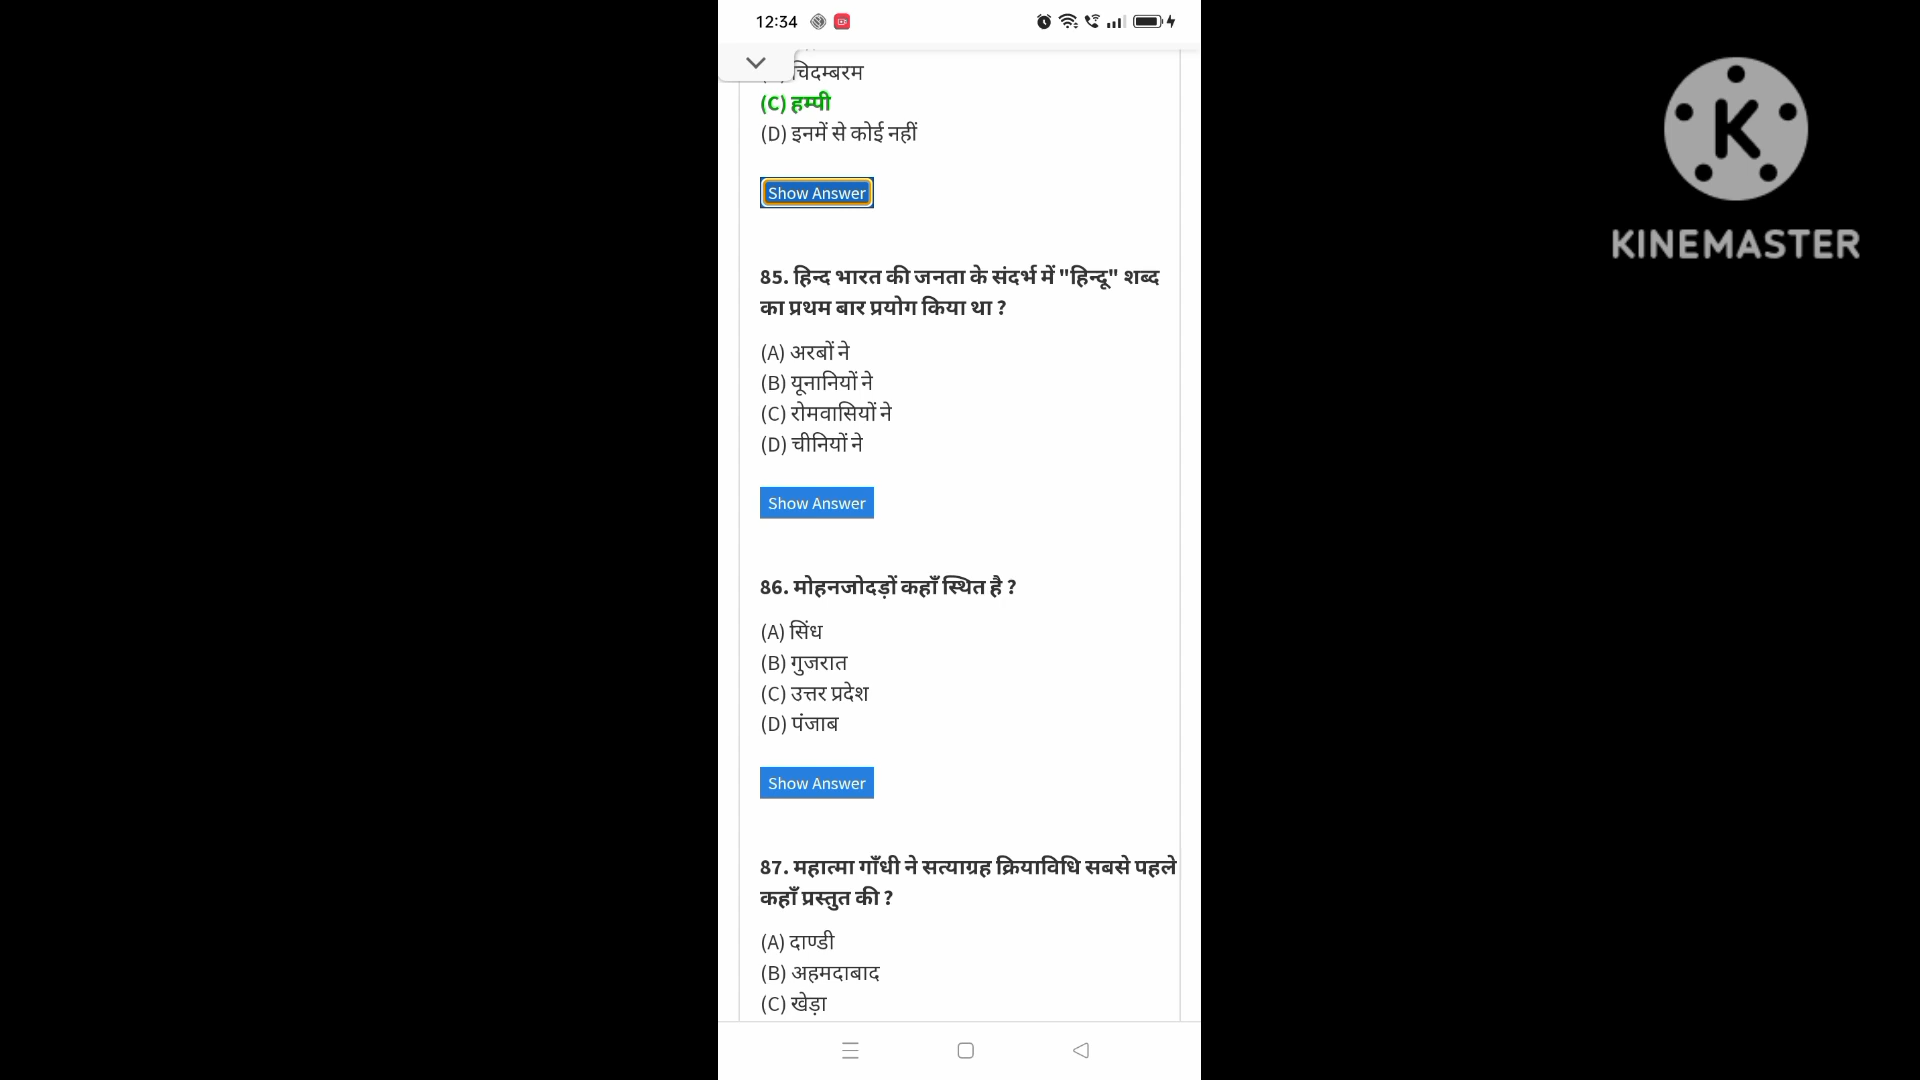 12:34
चिदम्बरम
(C) हम्पी
(D) इनमें से कोई नहीं
Show Answer
85. हिन्द भारत की जनता के संदर्भ में "हिन्दू" शब्द
का प्रथम बार प्रयोग किया था ?
(A) अरबों ने
(B) यूनानियों ने
(C) रोमवासियों ने
(D) चीनियों ने
Show Answer
86. मोहनजोदड़ों कहाँ स्थित है ?
(A) सिंध
(B) गुजरात
(C) उत्तर प्रदेश
(D) पंजाब
Show Answer
87. महात्मा गाँधी ने सत्याग्रह क्रियाविधि सबसे पहले
कहाँ प्रस्तुत की ?
(A) दाण्डी
(B) अहमदाबाद
(C) खेड़ा
K
KINEMASTER